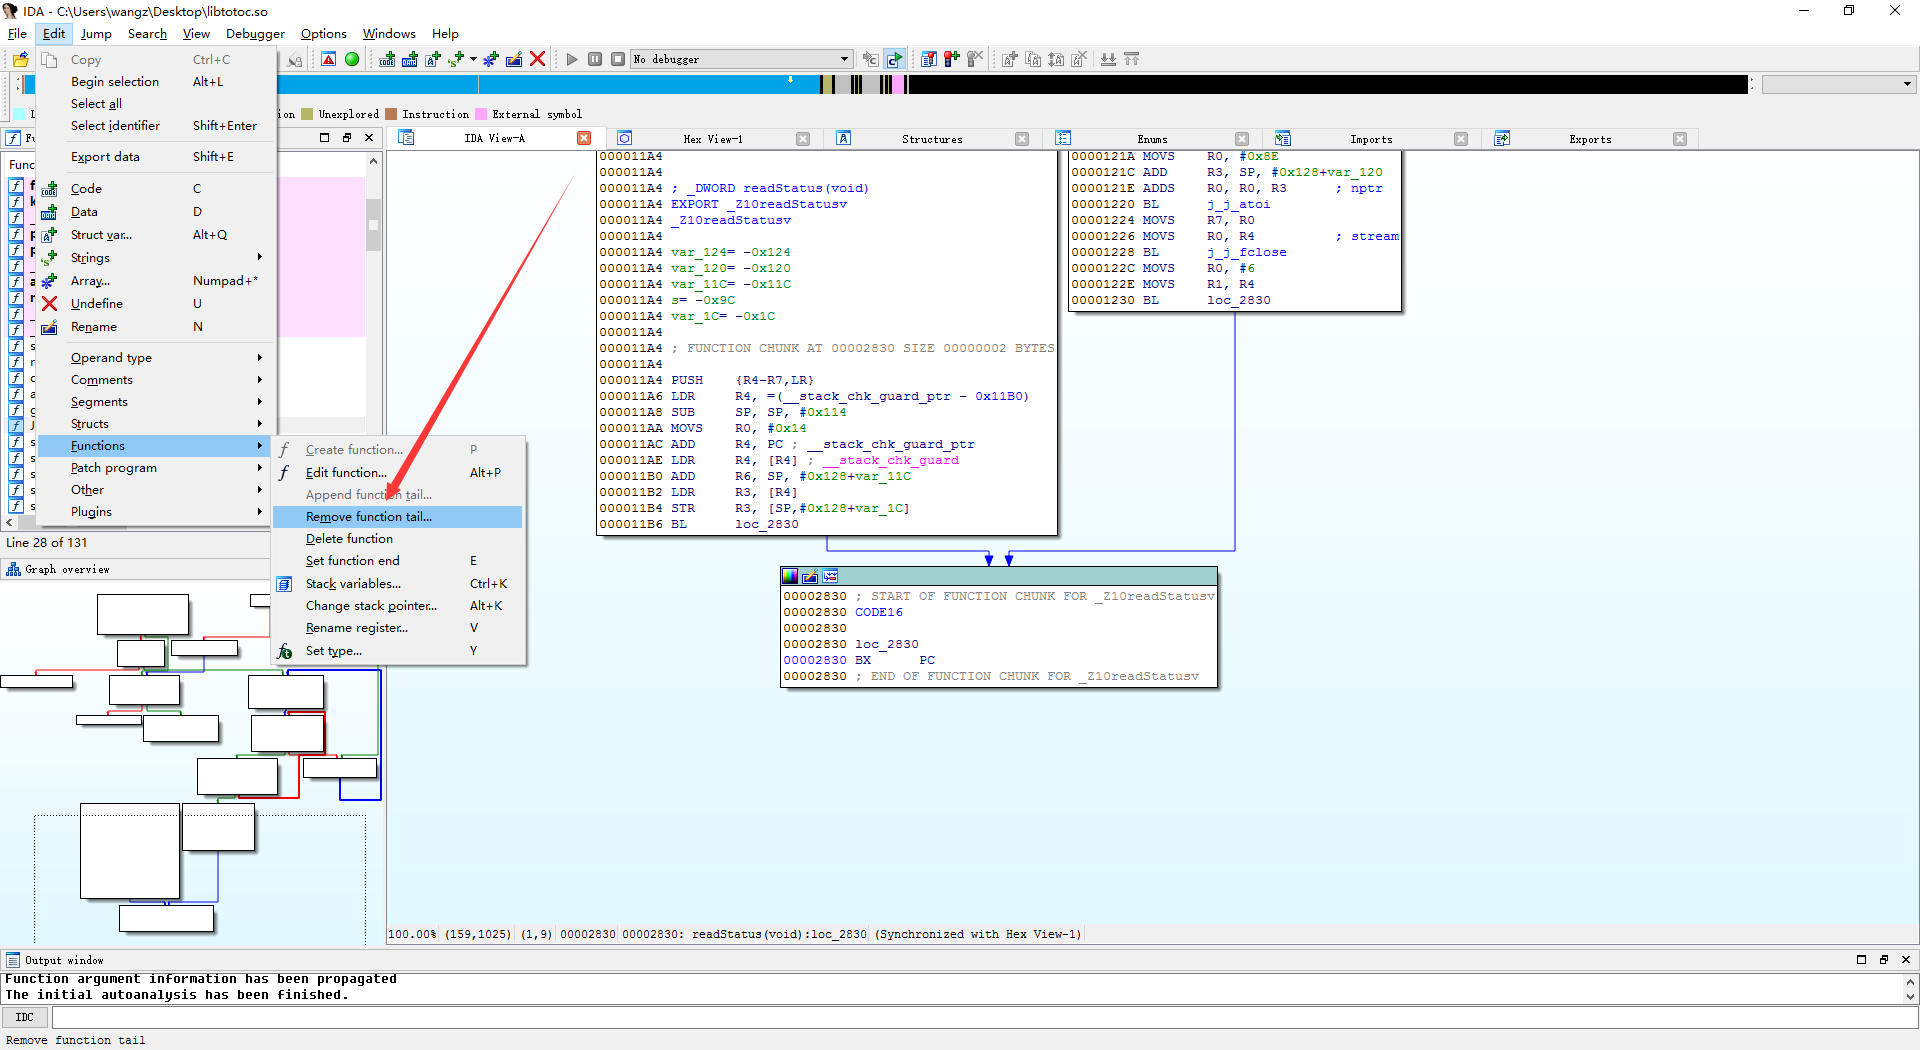 IDA - C:\Users\wangz\Desktop\libtotoc.so
File Edit Jump Search View Debugger Options Windows Help
No debugger
Unexplored Instruction External symbol
Copy Ctrl+C
Begin selection Alt+L
Select all
Select identifier Shift+Enter
Export data Shift+E
Code C
Data D
Struct var... Alt+Q
Strings
Array... Numpad+*
Undefine U
Rename N
Operand type
Comments
Segments
Structs
Functions
Patch program
Other
Plugins
Create function... P
Edit function... Alt+P
Append function tail...
Remove function tail...
Delete function
Set function end E
Stack variables... Ctrl+K
Change stack pointer... Alt+K
Rename register... V
Set type... Y
Line 28 of 131
Graph overview
IDA View-A Hex View-1 Structures Enums Imports Exports
000011A4
000011A4
000011A4 ; _DWORD readStatus(void)
000011A4 EXPORT _Z10readStatusv
000011A4 _Z10readStatusv
000011A4
000011A4 var_124= -0x124
000011A4 var_120= -0x120
000011A4 var_11C= -0x11C
000011A4 s= -0x9C
000011A4 var_1C= -0x1C
000011A4
000011A4 ; FUNCTION CHUNK AT 00002830 SIZE 00000002 BYTES
000011A4
000011A4 PUSH {R4-R7,LR}
000011A6 LDR R4, =(__stack_chk_guard_ptr - 0x11B0)
000011A8 SUB SP, SP, #0x114
000011AA MOVS R0, #0x14
000011AC ADD R4, PC ; __stack_chk_guard_ptr
000011AE LDR R4, [R4] ; __stack_chk_guard
000011B0 ADD R6, SP, #0x128+var_11C
000011B2 LDR R3, [R4]
000011B4 STR R3, [SP,#0x128+var_1C]
000011B6 BL loc_2830
0000121A MOVS R0, #0x8E
0000121C ADD R3, SP, #0x128+var_120
0000121E ADDS R0, R0, R3 ; nptr
00001220 BL j_j_atoi
00001224 MOVS R7, R0
00001226 MOVS R0, R4 ; stream
00001228 BL j_j_fclose
0000122C MOVS R0, #6
0000122E MOVS R1, R4
00001230 BL loc_2830
00002830 ; START OF FUNCTION CHUNK FOR _Z10readStatusv
00002830 CODE16
00002830
00002830 loc_2830
00002830 BX PC
00002830 ; END OF FUNCTION CHUNK FOR _Z10readStatusv
100.00% (159,1025) (1,9) 00002830 00002830: readStatus(void):loc_2830 (Synchronized with Hex View-1)
Output window
Function argument information has been propagated
The initial autoanalysis has been finished.
IDC
Remove function tail